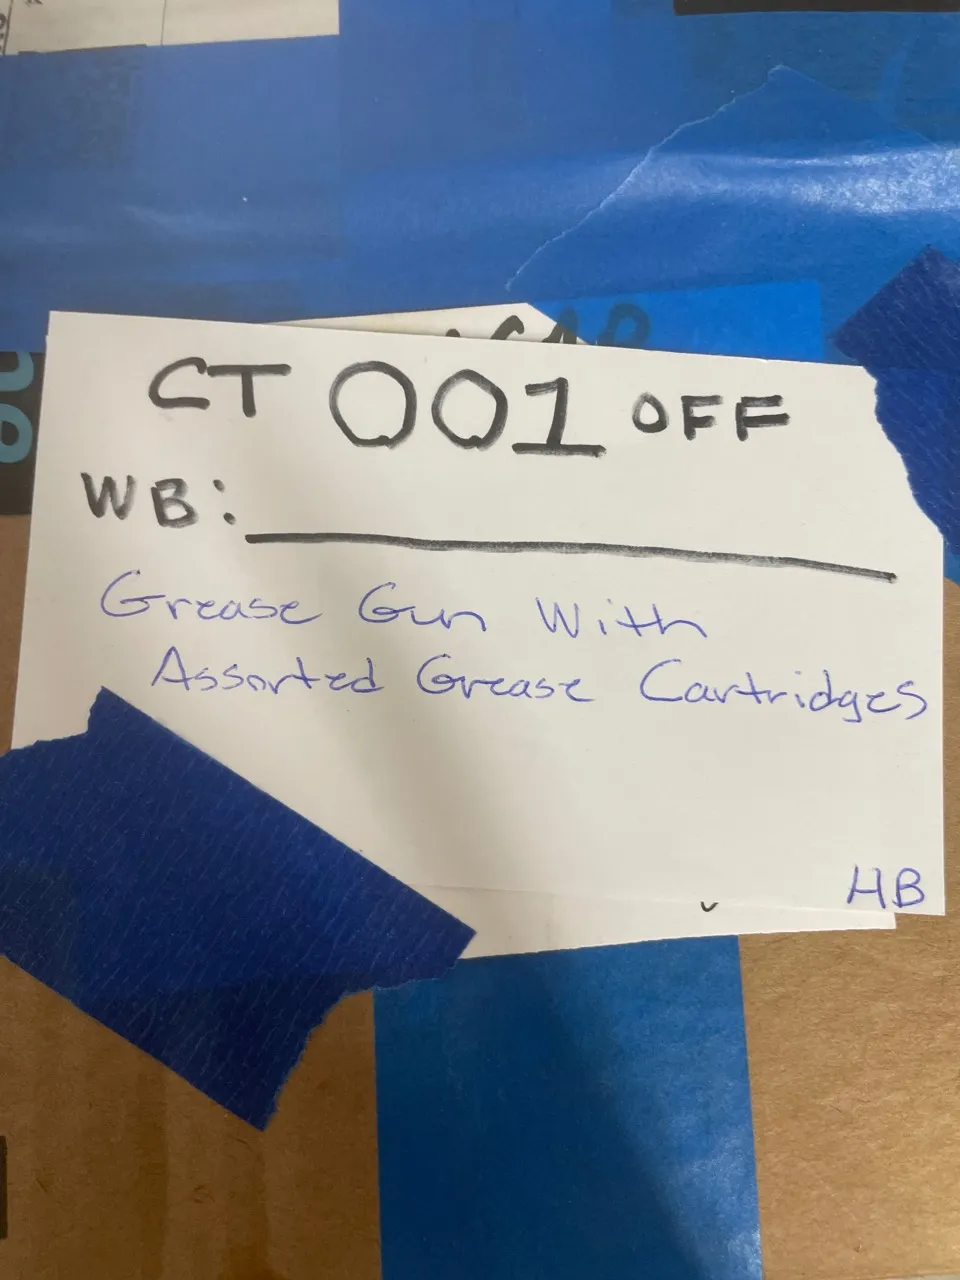 CT 001 OFF
WB:
Grease Gun With
Assorted Grease Cartridges
HB